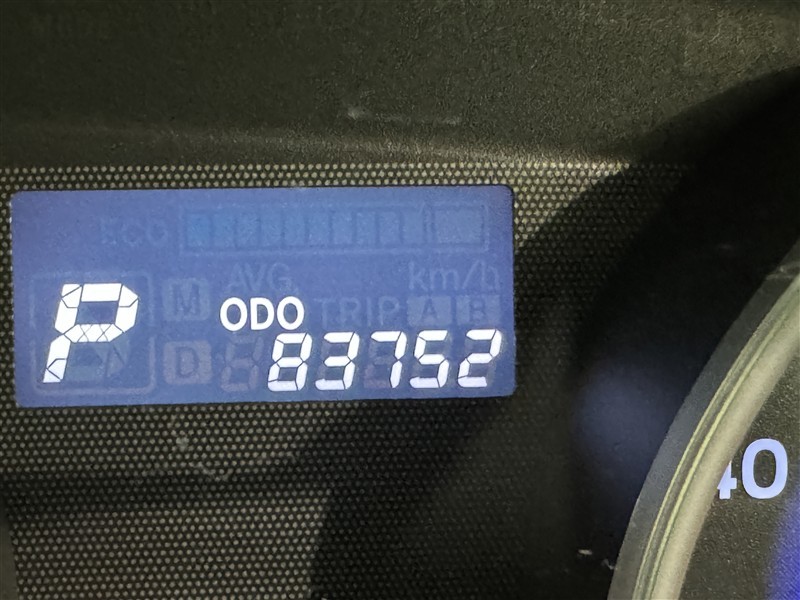 ECO
AVG. km/h
P M ODO TRIP A B
D 83752
40